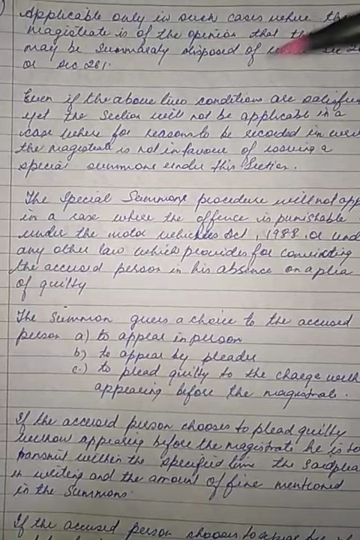 Applicable only in such cases where the
magistrate is of the opinion that th
may be summarily disposed of
or sec 261.
Even if the above two conditions are satisfied
yet the Section will not be applicable in a
case where for reason to be recorded in
the magistrate is not in favour of issuing a
special summons under this Section.
The Special Summons procedure will not app
in a case where the offence is punishable
under the motor vehicles Act, 1988 or und
any other law which provides for convicting
the accused person in his absence on a plea
of guilty
The Summon gives a choice to the accused
person a) to appear in person
b) to appear by pleader
c) to plead guilty to the charge with
appearing before the magistrate.
If the accused person chooses to plead guilty
without appearing before the magistrate he is to
transmit within the specified time the said plea
in writing and the amount of fine mentioned
in the Summons.
If the accused person chooses to